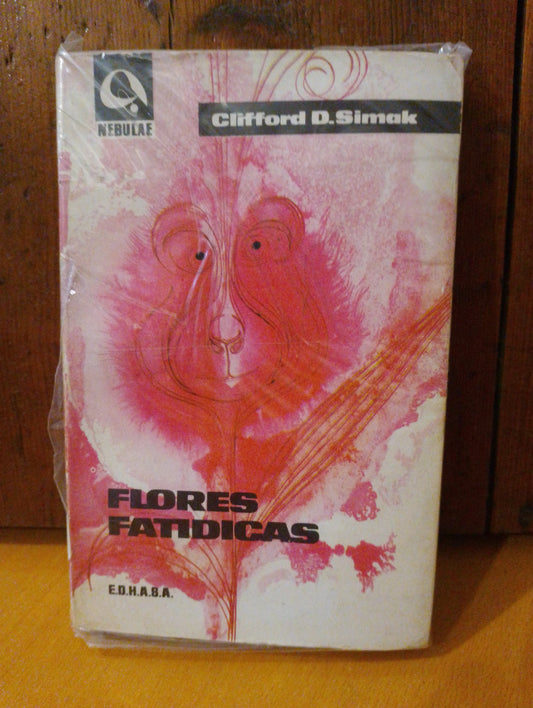 NEBULAE
Clifford D. Simak
FLORES
FATIDICAS
E.D.H.A.S.A.